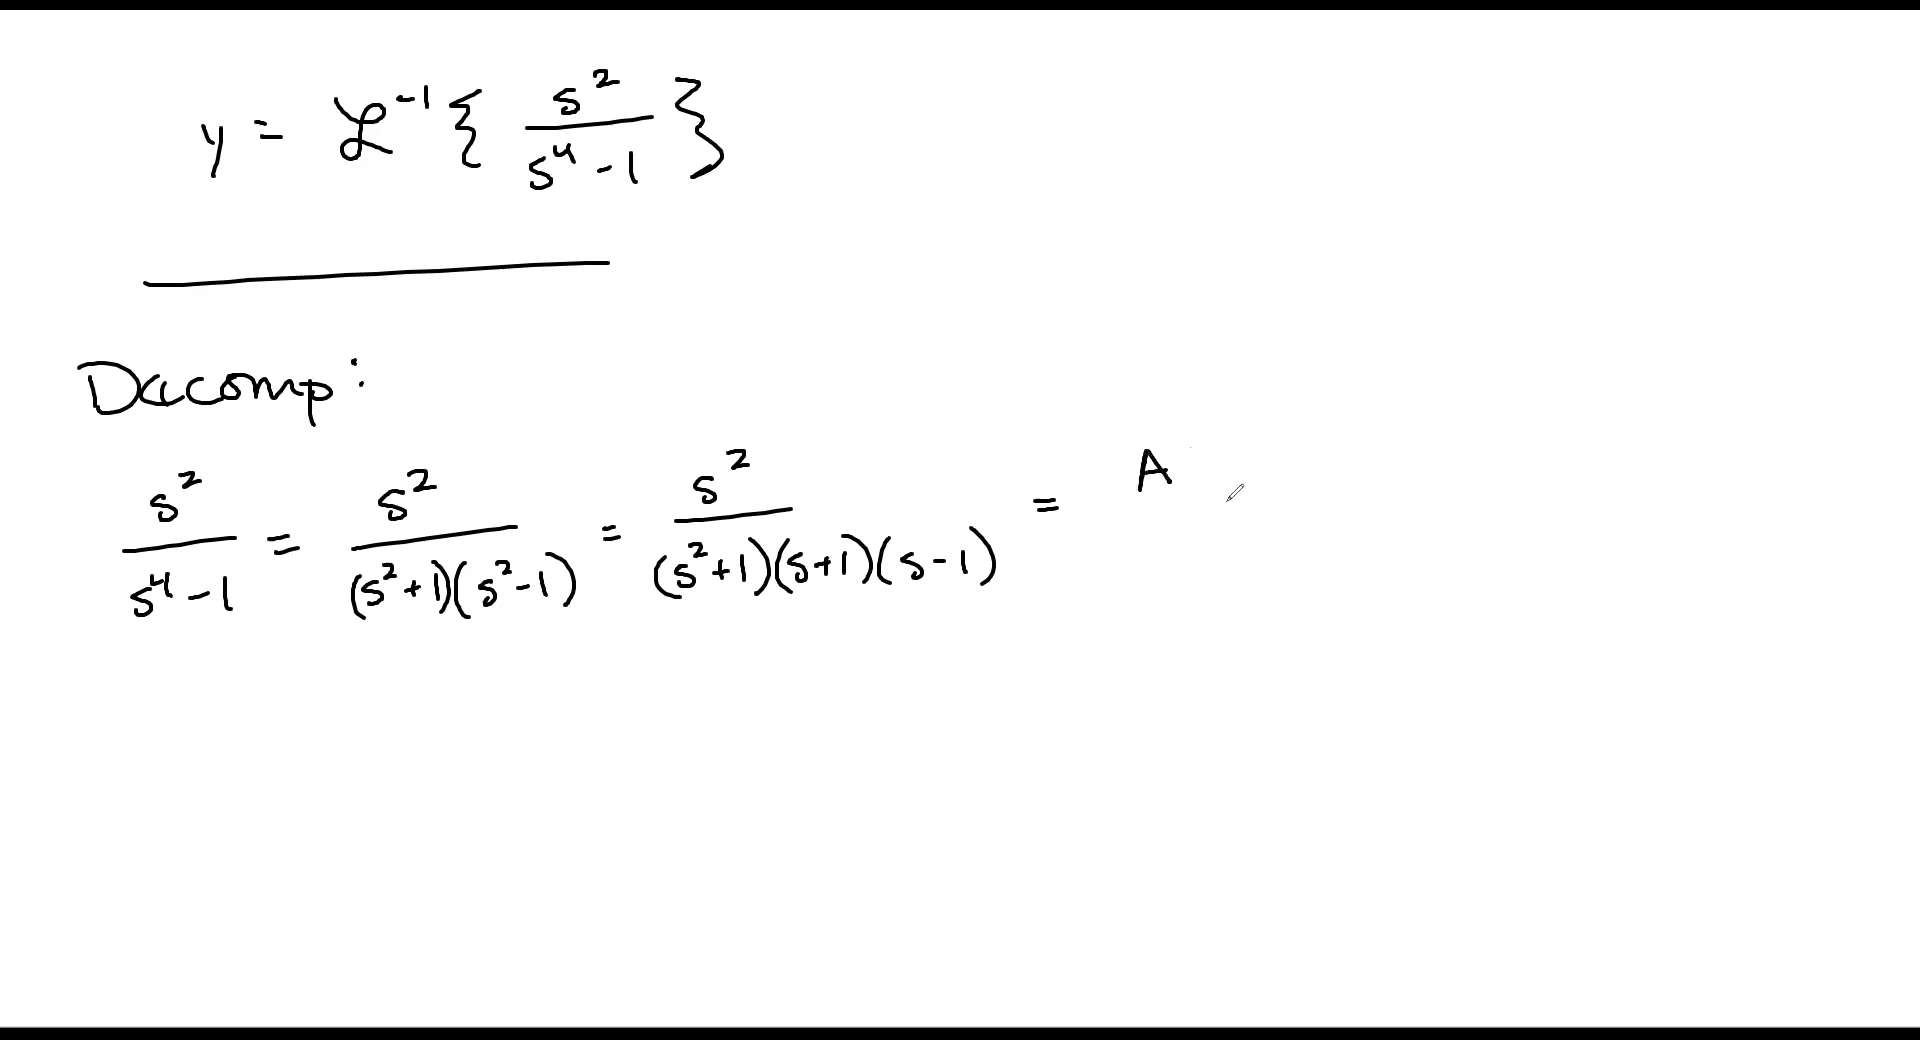 y = ℒ⁻¹{ s² / (s⁴ - 1) }
Decomp:
s² / (s⁴ - 1) = s² / ((s² + 1)(s² - 1)) = s² / ((s² + 1)(s + 1)(s - 1)) = A